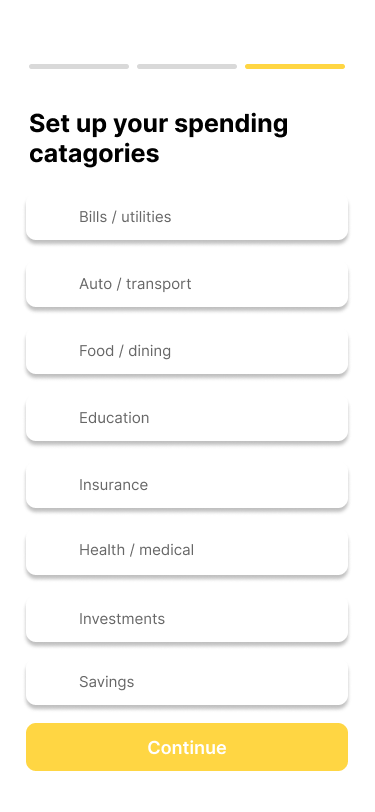 Set up your spending
catagories
Bills / utilities
Auto / transport
Food / dining
Education
Insurance
Health / medical
Investments
Savings
Continue